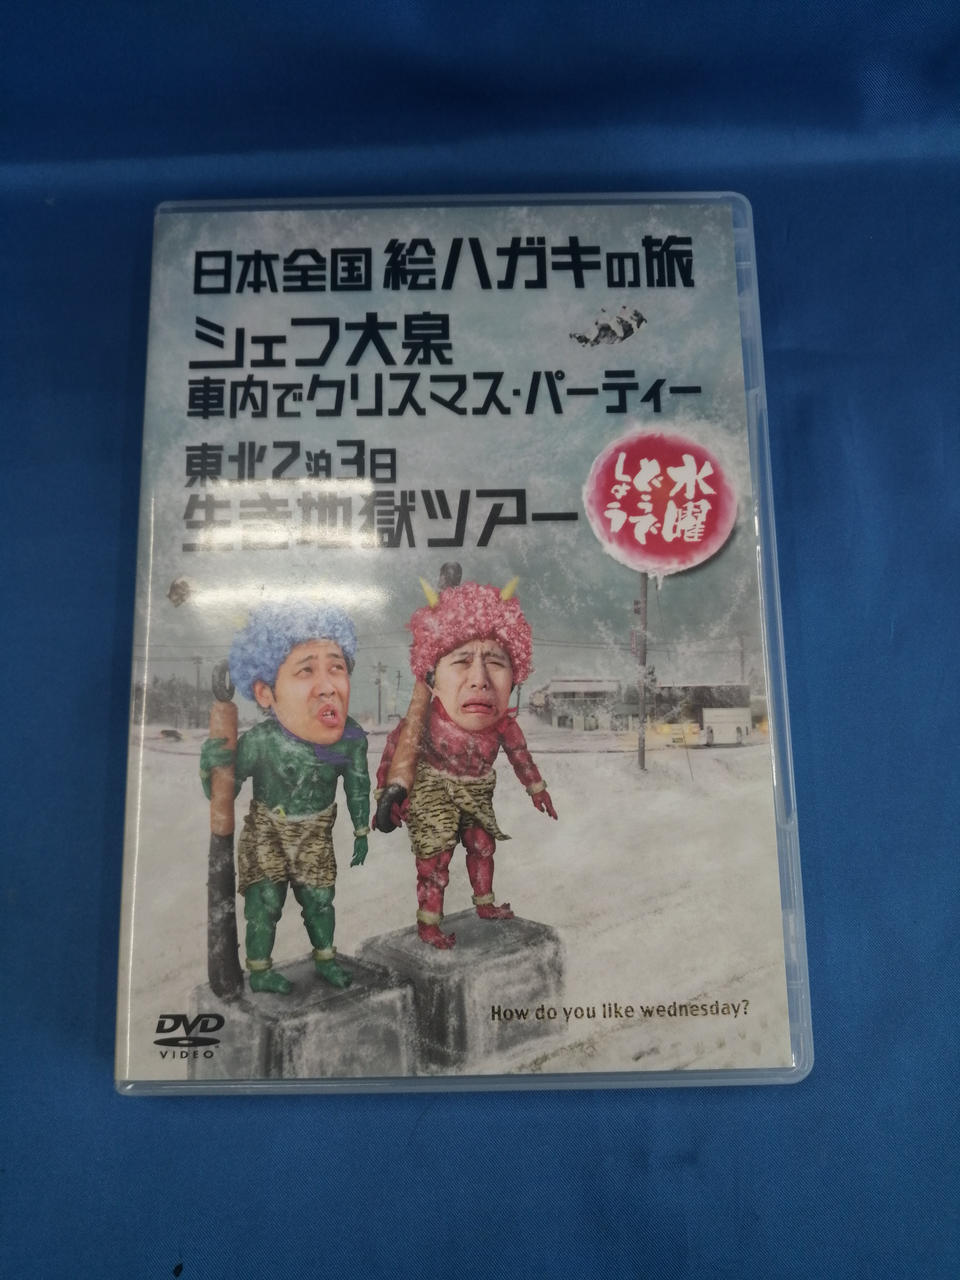 日本全国 絵ハガキの旅
シェフ大泉
車内でクリスマス・パーティー
東北2泊3日
生き地獄ツアー
水曜
どうで
しょう
How do you like wednesday?
DVD
VIDEO